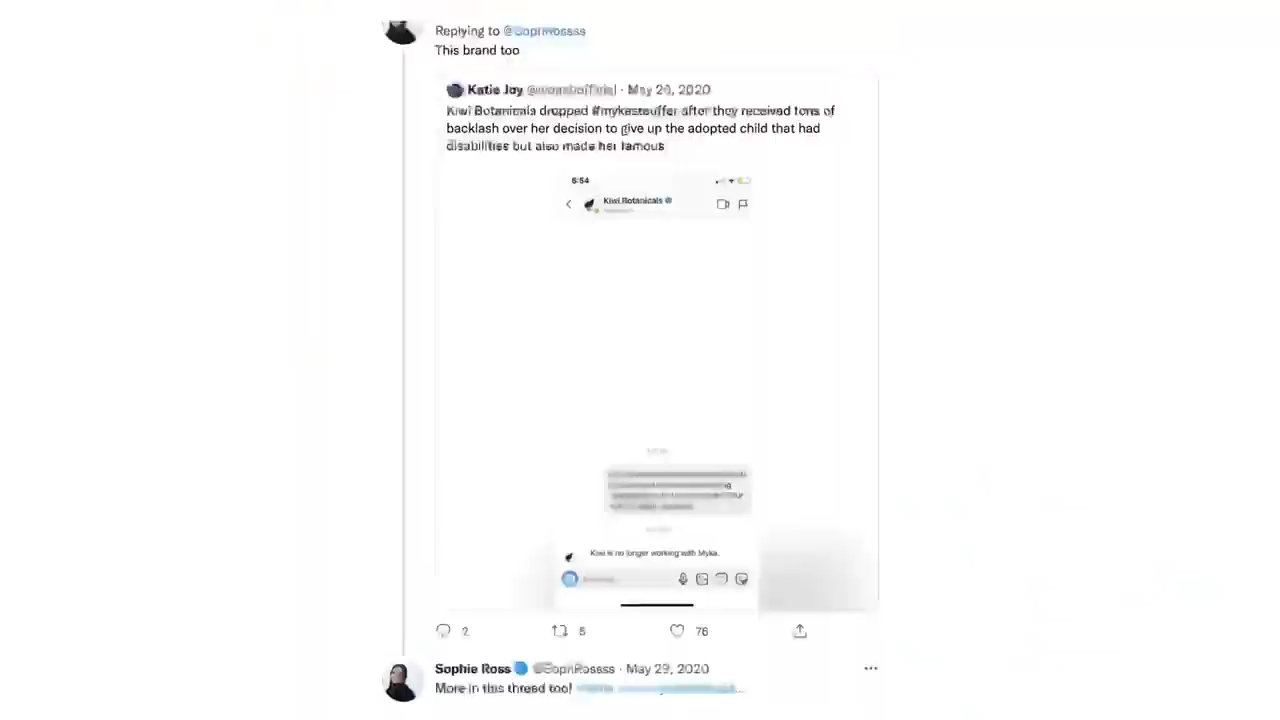 Replying to @SophRossss
This brand too
Katie Joy · May 20, 2020
Kiwi Botanicals dropped #mykastauffer after they received tons of
backlash over her decision to give up the adopted child that had
disabilities but also made her famous
6:54
Kiwi.Botanicals
Kiwi is no longer working with Myka.
2 5 76
Sophie Ross @SophRossss · May 29, 2020
More in this thread too!